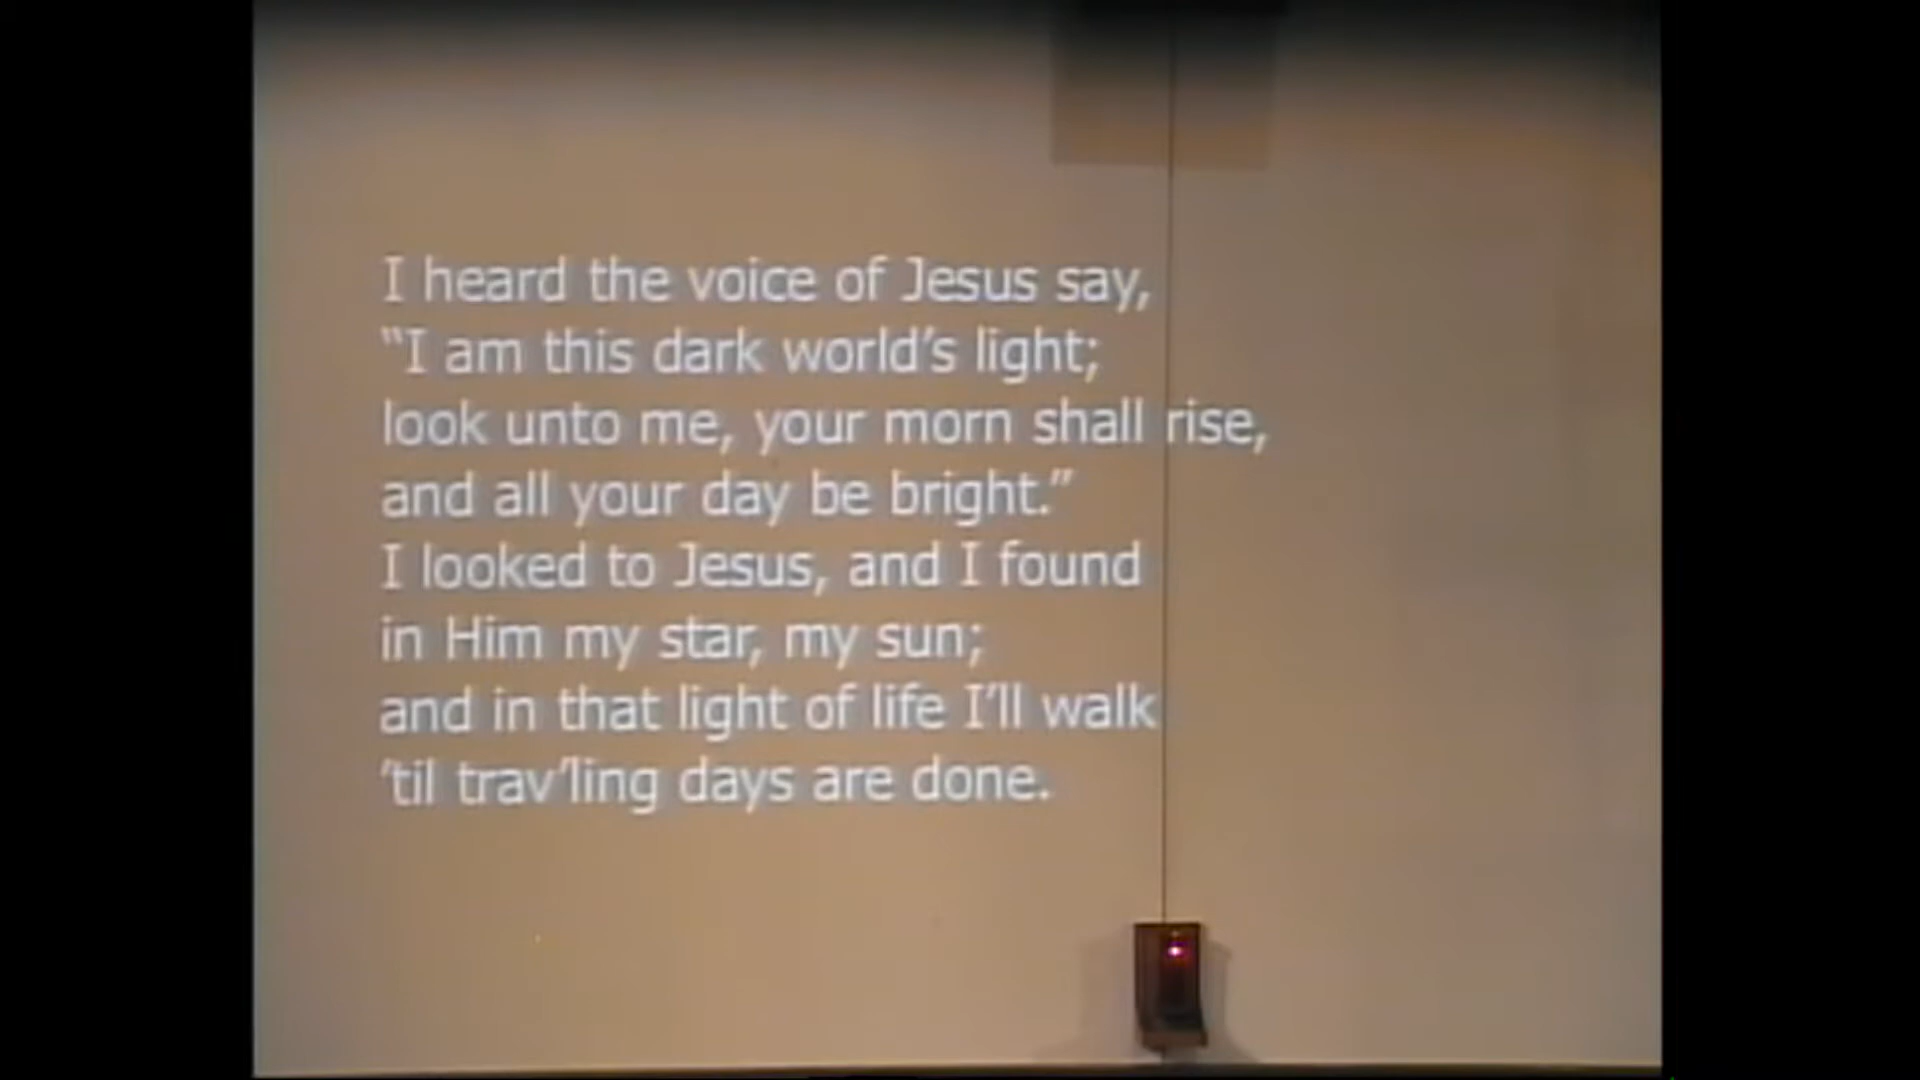 I heard the voice of Jesus say,
“I am this dark world’s light;
look unto me, your morn shall rise,
and all your day be bright.”
I looked to Jesus, and I found
in Him my star, my sun;
and in that light of life I’ll walk
’til trav’ling days are done.